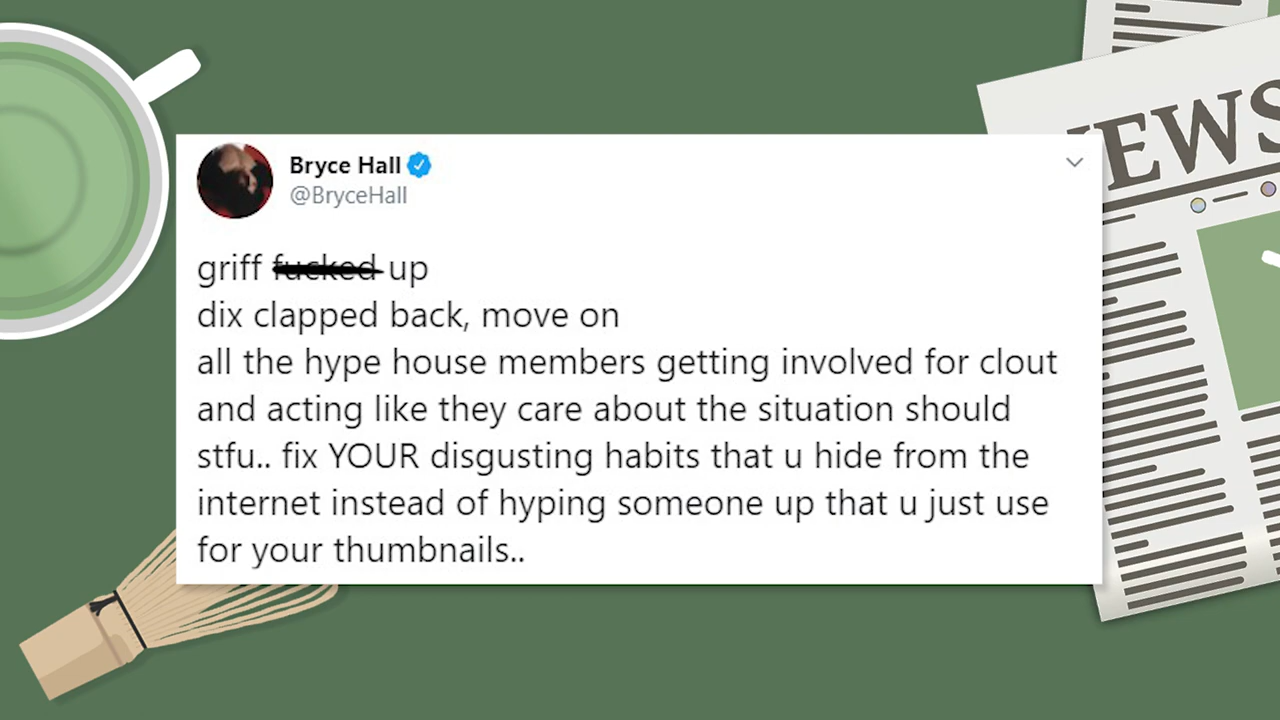 NEWS
Bryce Hall
@BryceHall
griff fucked up
dix clapped back, move on
all the hype house members getting involved for clout
and acting like they care about the situation should
stfu.. fix YOUR disgusting habits that u hide from the
internet instead of hyping someone up that u just use
for your thumbnails..